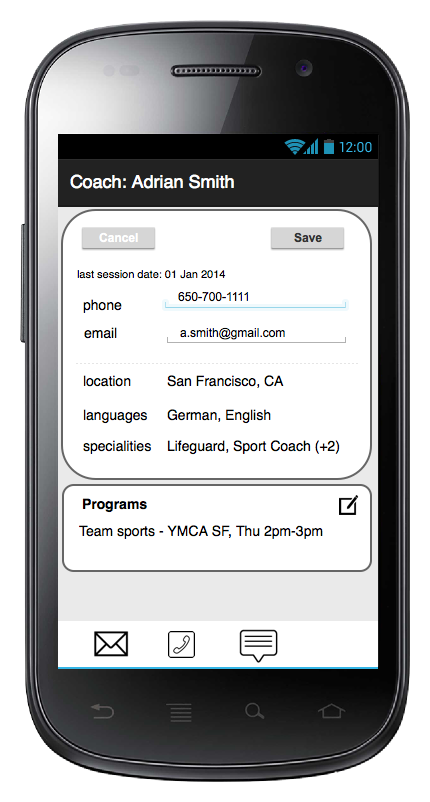 12:00
Coach: Adrian Smith
Cancel Save
last session date: 01 Jan 2014
phone 650-700-1111
email a.smith@gmail.com
location San Francisco, CA
languages German, English
specialities Lifeguard, Sport Coach (+2)
Programs
Team sports - YMCA SF, Thu 2pm-3pm